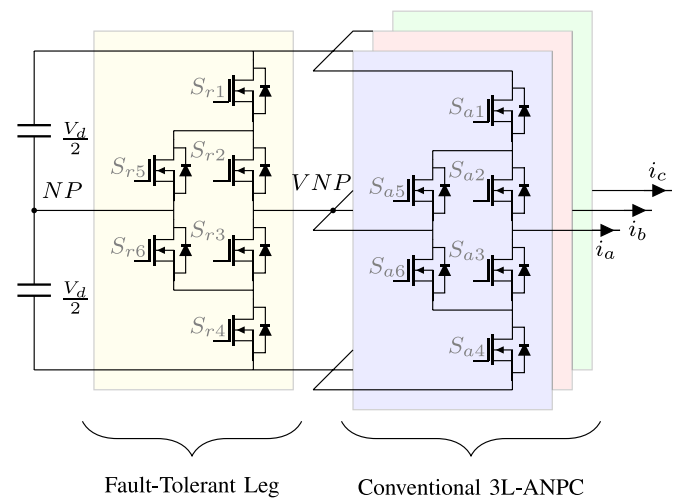 S_{r1}
S_{a1}
V_d/2
S_{r5}
S_{r2}
S_{a5}
S_{a2}
NP
VNP
i_c
i_b
i_a
S_{r6}
S_{r3}
S_{a6}
S_{a3}
V_d/2
S_{r4}
S_{a4}
Fault-Tolerant Leg
Conventional 3L-ANPC